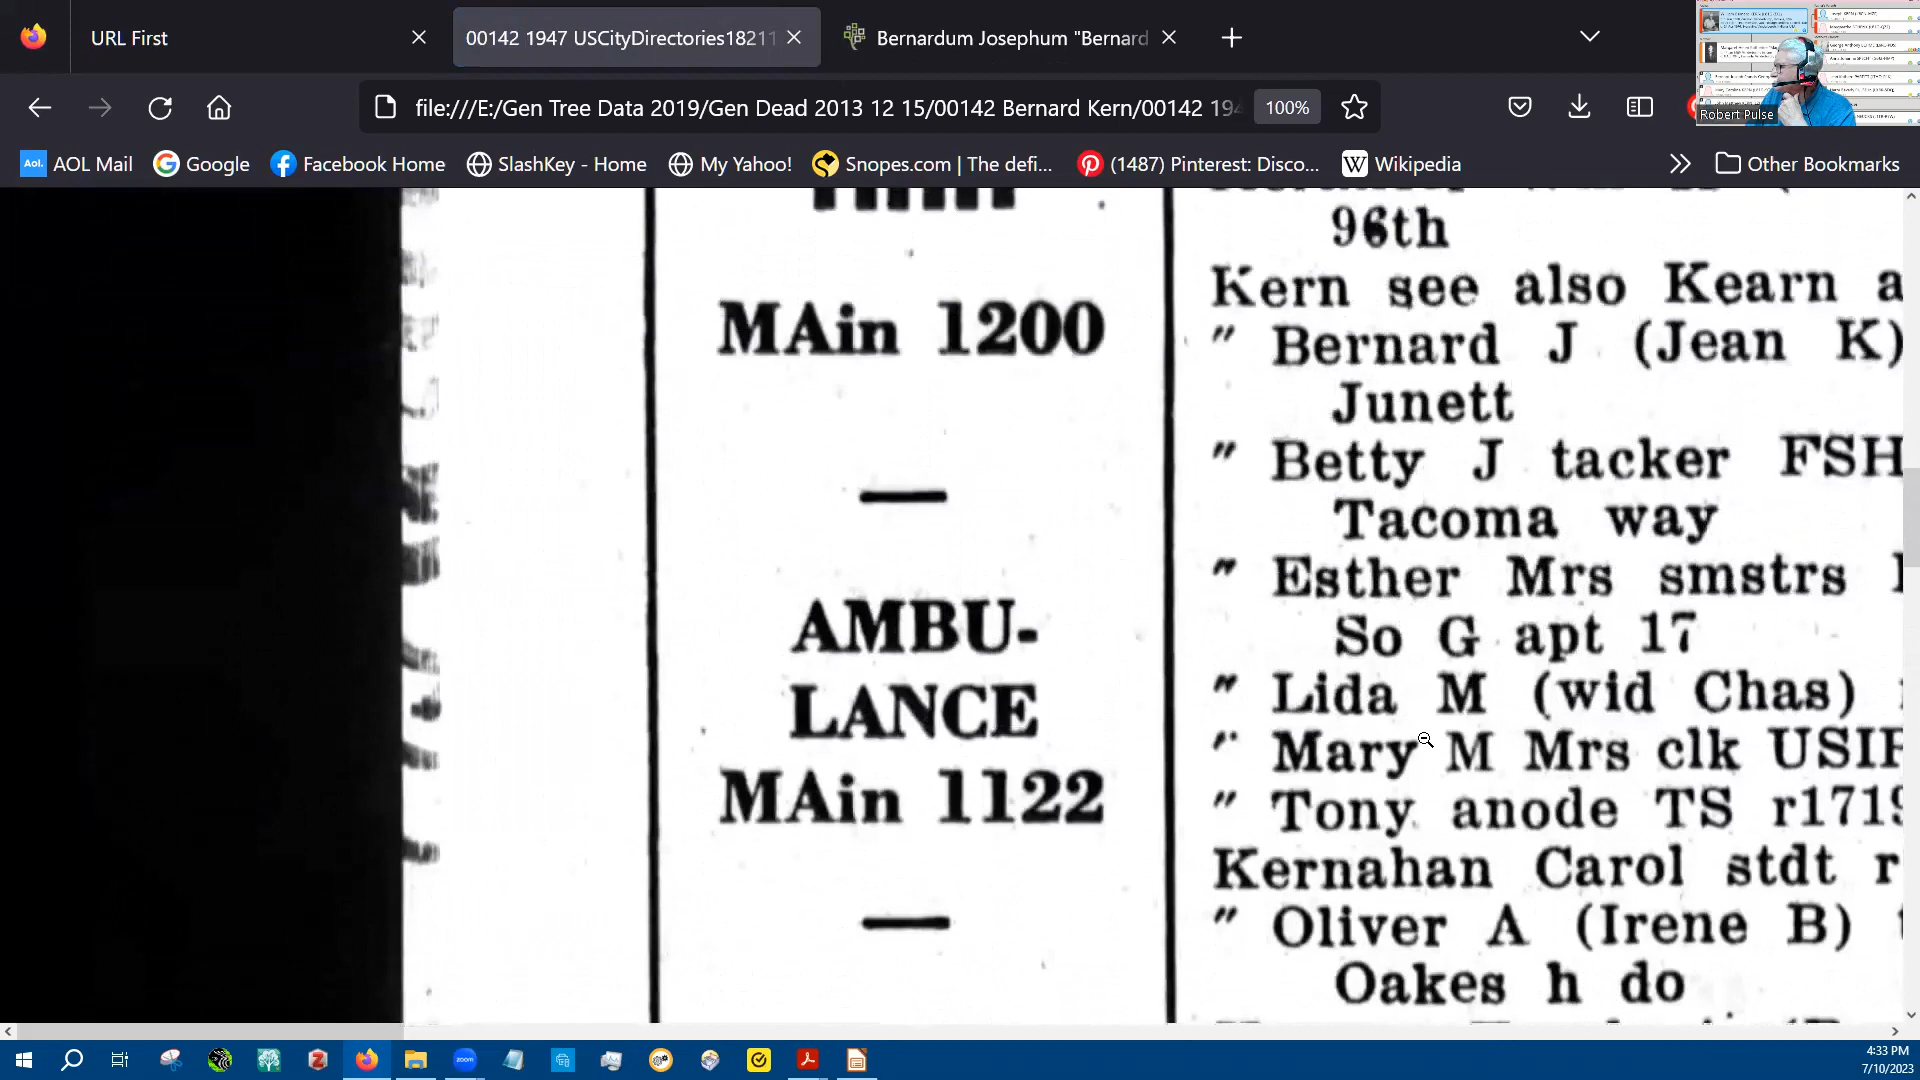 URL First
00142 1947 USCityDirectories18211
Bernardum Josephum "Bernard
file:///E:/Gen Tree Data 2019/Gen Dead 2013 12 15/00142 Bernard Kern/00142 194
100%
Robert Pulse
Aol. AOL Mail
Google
Facebook Home
SlashKey - Home
My Yahoo!
Snopes.com | The defi...
(1487) Pinterest: Disco...
W Wikipedia
Other Bookmarks
MAin 1200
AMBU-
LANCE
MAin 1122
96th
Kern see also Kearn a
" Bernard J (Jean K)
Junett
" Betty J tacker FSH
Tacoma way
" Esther Mrs smstrs
So G apt 17
" Lida M (wid Chas)
" Mary M Mrs clk USIR
" Tony anode TS r1719
Kernahan Carol stdt r
" Oliver A (Irene B)
Oakes h do
zoom
4:33 PM
7/10/2023